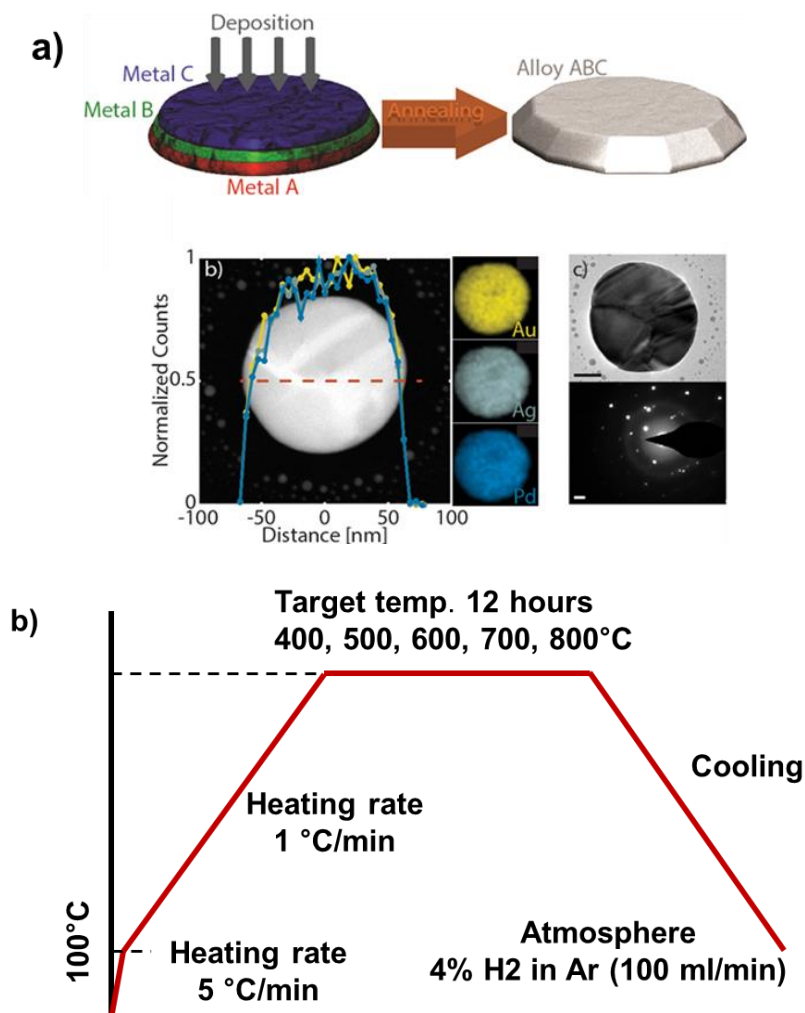 a)
Deposition
Metal C
Metal B
Metal A
Annealing
Alloy ABC
b)
c)
Normalized Counts
1
0.5
0
-100
-50
0
50
100
Distance [nm]
Au
Ag
Pd
b)
Target temp. 12 hours
400, 500, 600, 700, 800°C
Heating rate
1 °C/min
Cooling
100°C
Heating rate
5 °C/min
Atmosphere
4% H2 in Ar (100 ml/min)